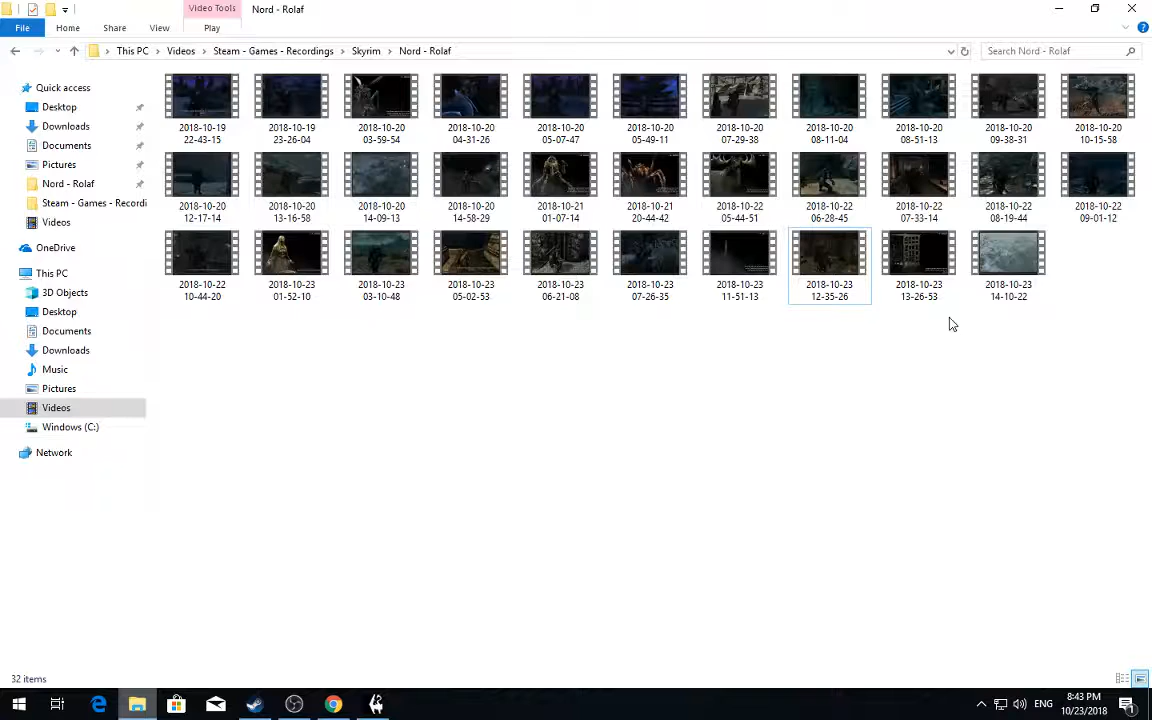 Video Tools
Nord - Rolaf
File
Home
Share
View
Play
This PC
Videos
Steam - Games - Recordings
Skyrim
Nord - Rolaf
Search Nord - Rolaf
Quick access
Desktop
Downloads
Documents
Pictures
Nord - Rolaf
Steam - Games - Recordi
Videos
OneDrive
This PC
3D Objects
Desktop
Documents
Downloads
Music
Pictures
Videos
Windows (C:)
Network
2018-10-19
22-43-15
2018-10-19
23-26-04
2018-10-20
03-59-54
2018-10-20
04-31-26
2018-10-20
05-07-47
2018-10-20
05-49-11
2018-10-20
07-29-38
2018-10-20
08-11-04
2018-10-20
08-51-13
2018-10-20
09-38-31
2018-10-20
10-15-58
2018-10-20
12-17-14
2018-10-20
13-16-58
2018-10-20
14-09-13
2018-10-20
14-58-29
2018-10-21
01-07-14
2018-10-21
20-44-42
2018-10-22
05-44-51
2018-10-22
06-28-45
2018-10-22
07-33-14
2018-10-22
08-19-44
2018-10-22
09-01-12
2018-10-22
10-44-20
2018-10-23
01-52-10
2018-10-23
03-10-48
2018-10-23
05-02-53
2018-10-23
06-21-08
2018-10-23
07-26-35
2018-10-23
11-51-13
2018-10-23
12-35-26
2018-10-23
13-26-53
2018-10-23
14-10-22
32 items
ENG
8:43 PM
10/23/2018
1